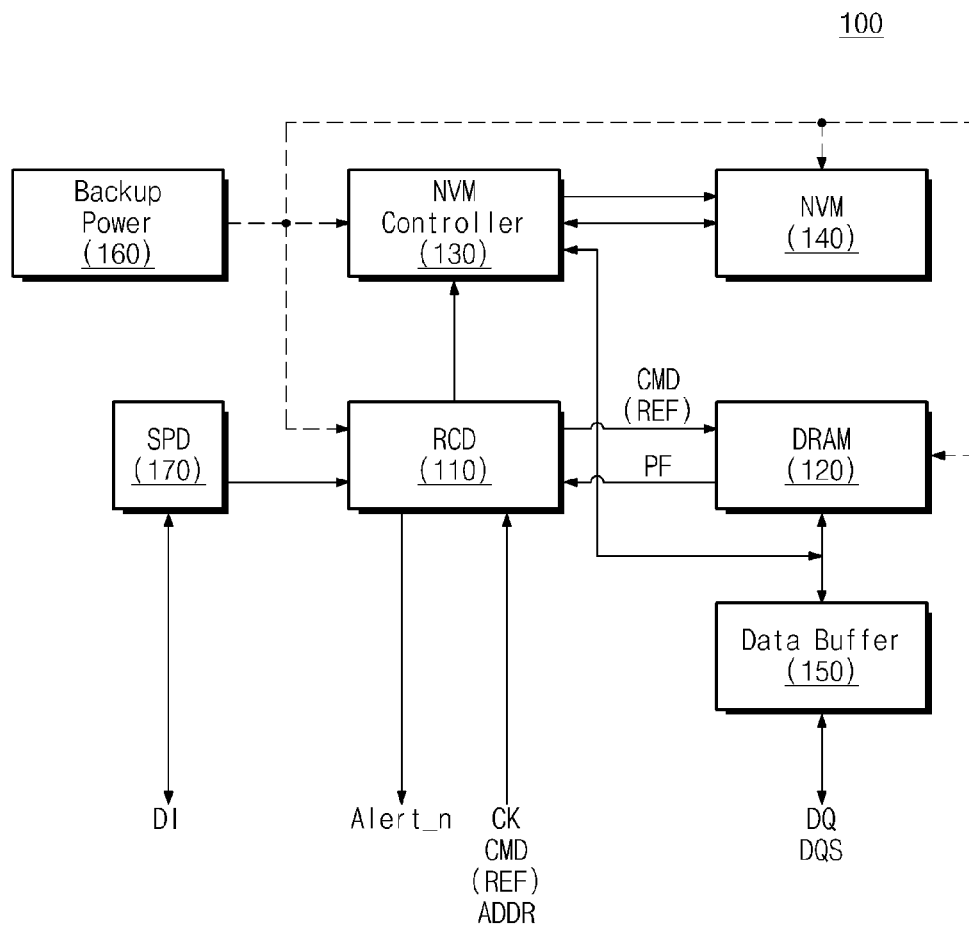 100
Backup
Power
(160)
NVM
Controller
(130)
NVM
(140)
SPD
(170)
RCD
(110)
CMD
(REF)
PF
DRAM
(120)
Data Buffer
(150)
DI
Alert_n
CK
CMD
(REF)
ADDR
DQ
DQS